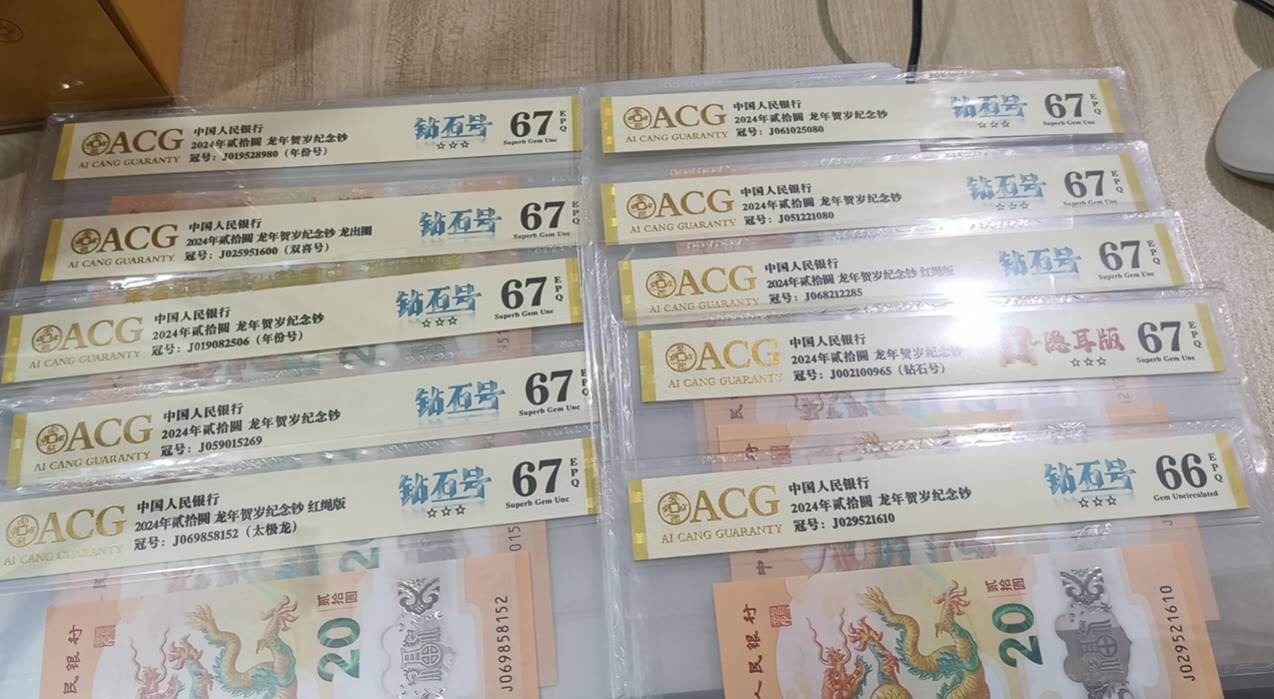 ACG
AI CANG GUARANTY
中国人民银行
2024年贰拾圆 龙年贺岁纪念钞
冠号：J019528980（年份号）
钻石号
☆☆☆
67
EPQ
Superb Gem Unc
ACG
AI CANG GUARANTY
中国人民银行
2024年贰拾圆 龙年贺岁纪念钞 龙出圈
冠号：J025951600（双喜号）
钻石号
☆☆☆
67
EPQ
Superb Gem Unc
ACG
AI CANG GUARANTY
中国人民银行
2024年贰拾圆 龙年贺岁纪念钞
冠号：J019082506（年份号）
钻石号
☆☆☆
67
EPQ
Superb Gem Unc
ACG
AI CANG GUARANTY
中国人民银行
2024年贰拾圆 龙年贺岁纪念钞
冠号：J059015269
钻石号
☆☆☆
67
EPQ
Superb Gem Unc
ACG
AI CANG GUARANTY
中国人民银行
2024年贰拾圆 龙年贺岁纪念钞 红绳版
冠号：J069858152（太极龙）
钻石号
☆☆☆
67
EPQ
Superb Gem Unc
民银行
贰拾圆
20
福
J069858152
ACG
AI CANG GUARANTY
中国人民银行
2024年贰拾圆 龙年贺岁纪念钞
冠号：J061025080
钻石号
☆☆☆
67
EPQ
Superb Gem Unc
ACG
AI CANG GUARANTY
中国人民银行
2024年贰拾圆 龙年贺岁纪念钞
冠号：J051221080
钻石号
☆☆☆
67
EPQ
Superb Gem Unc
ACG
AI CANG GUARANTY
中国人民银行
2024年贰拾圆 龙年贺岁纪念钞 红绳版
冠号：J068212285
钻石号
67
EPQ
Superb Gem Unc
ACG
AI CANG GUARANTY
中国人民银行
2024年贰拾圆 龙年贺岁纪念钞
冠号：J002100965（钻石号）
隐耳版
☆☆☆
67
EPQ
Superb Gem Unc
ACG
AI CANG GUARANTY
中国人民银行
2024年贰拾圆 龙年贺岁纪念钞
冠号：J029521610
钻石号
☆☆☆
66
EPQ
Gem Uncirculated
人民银行
贰拾圆
20
福
J029521610